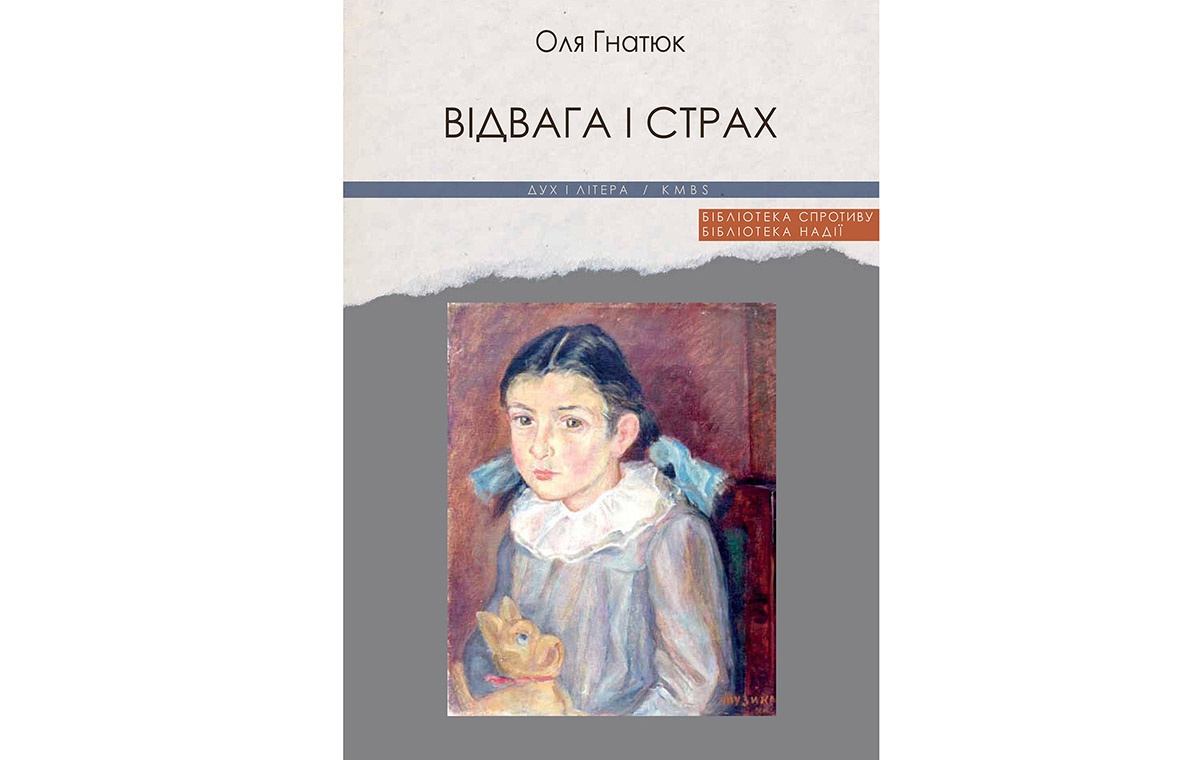 Оля Гнатюк
ВІДВАГА І СТРАХ
ДУХ І ЛІТЕРА / KMBS
БІБЛІОТЕКА СПРОТИВУ
БІБЛІОТЕКА НАДІЇ